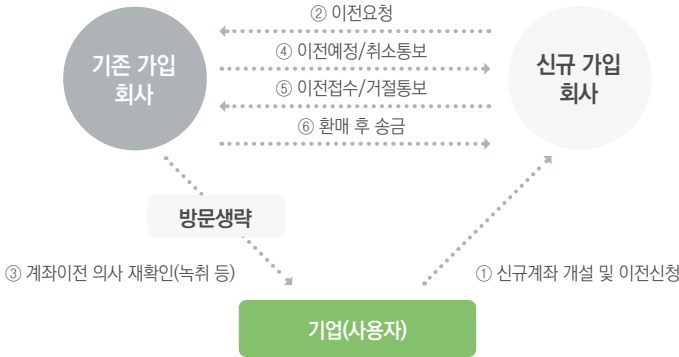 ② 이전요청
④ 이전예정/취소통보
⑤ 이전접수/거절통보
⑥ 환매 후 송금
기존 가입
회사
신규 가입
회사
방문생략
③ 계좌이전 의사 재확인(녹취 등)
① 신규계좌 개설 및 이전신청
기업(사용자)